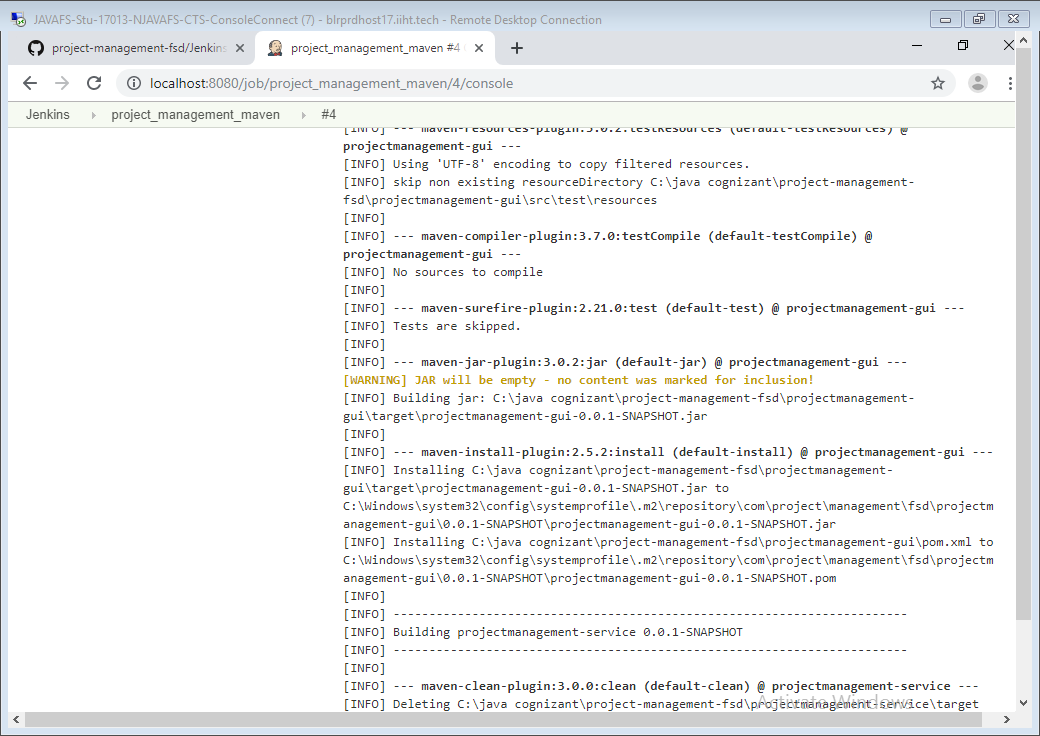 JAVAFS-Stu-17013-NJAVAFS-CTS-ConsoleConnect (7) - blrprdhost17.iiht.tech - Remote Desktop Connection
project-management-fsd/Jenkins
project_management_maven #4
localhost:8080/job/project_management_maven/4/console
Jenkins project_management_maven #4
[INFO] --- maven-resources-plugin:3.0.2:testResources (default-testResources) @
projectmanagement-gui ---
[INFO] Using 'UTF-8' encoding to copy filtered resources.
[INFO] skip non existing resourceDirectory C:\java cognizant\project-management-
fsd\projectmanagement-gui\src\test\resources
[INFO]
[INFO] --- maven-compiler-plugin:3.7.0:testCompile (default-testCompile) @
projectmanagement-gui ---
[INFO] No sources to compile
[INFO]
[INFO] --- maven-surefire-plugin:2.21.0:test (default-test) @ projectmanagement-gui ---
[INFO] Tests are skipped.
[INFO]
[INFO] --- maven-jar-plugin:3.0.2:jar (default-jar) @ projectmanagement-gui ---
[WARNING] JAR will be empty - no content was marked for inclusion!
[INFO] Building jar: C:\java cognizant\project-management-fsd\projectmanagement-
gui\target\projectmanagement-gui-0.0.1-SNAPSHOT.jar
[INFO]
[INFO] --- maven-install-plugin:2.5.2:install (default-install) @ projectmanagement-gui ---
[INFO] Installing C:\java cognizant\project-management-fsd\projectmanagement-
gui\target\projectmanagement-gui-0.0.1-SNAPSHOT.jar to
C:\Windows\system32\config\systemprofile\.m2\repository\com\project\management\fsd\projectm
anagement-gui\0.0.1-SNAPSHOT\projectmanagement-gui-0.0.1-SNAPSHOT.jar
[INFO] Installing C:\java cognizant\project-management-fsd\projectmanagement-gui\pom.xml to
C:\Windows\system32\config\systemprofile\.m2\repository\com\project\management\fsd\projectm
anagement-gui\0.0.1-SNAPSHOT\projectmanagement-gui-0.0.1-SNAPSHOT.pom
[INFO]
[INFO] ------------------------------------------------------------------------
[INFO] Building projectmanagement-service 0.0.1-SNAPSHOT
[INFO] ------------------------------------------------------------------------
[INFO]
[INFO] --- maven-clean-plugin:3.0.0:clean (default-clean) @ projectmanagement-service ---
[INFO] Deleting C:\java cognizant\project-management-fsd\projectmanagement-service\target
Activate Windows